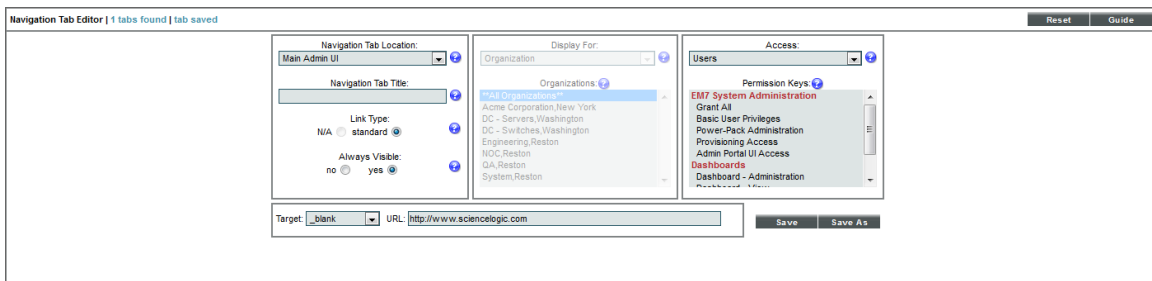 Navigation Tab Editor | 1 tabs found | tab saved
Reset
Guide
Navigation Tab Location:
Main Admin UI
Navigation Tab Title:
Link Type:
N/A standard
Always Visible:
no yes
Display For:
Organization
Organizations:
**All Organizations**
Acme Corporation,New York
DC - Servers,Washington
DC - Switches,Washington
Engineering,Reston
NOC,Reston
QA,Reston
System,Reston
Access:
Users
Permission Keys:
EM7 System Administration
Grant All
Basic User Privileges
Power-Pack Administration
Provisioning Access
Admin Portal UI Access
Dashboards
Dashboard - Administration
Dashboard - View
Target: _blank URL: http://www.sciencelogic.com
Save
Save As